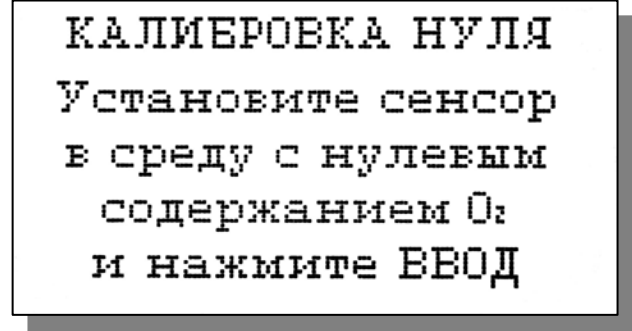 КАЛИБРОВКА НУЛЯ
Установите сенсор
в среду с нулевым
содержанием O₂
и нажмите ВВОД